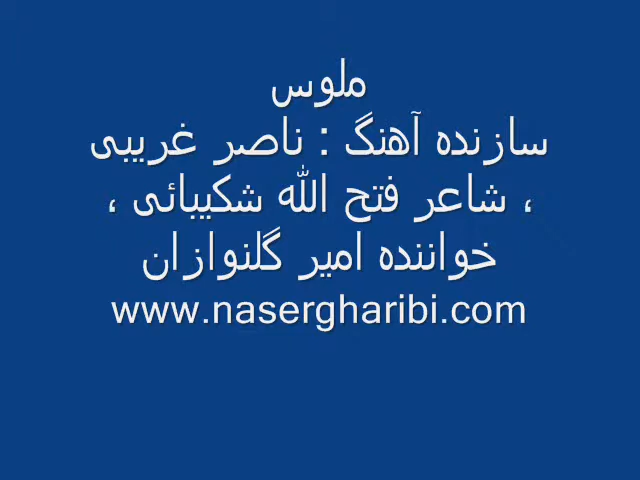 ملوس
سازنده آهنگ : ناصر غریبی
، شاعر فتح الله شکیبائی ،
خواننده امیر گلنوازان
www.nasergharibi.com